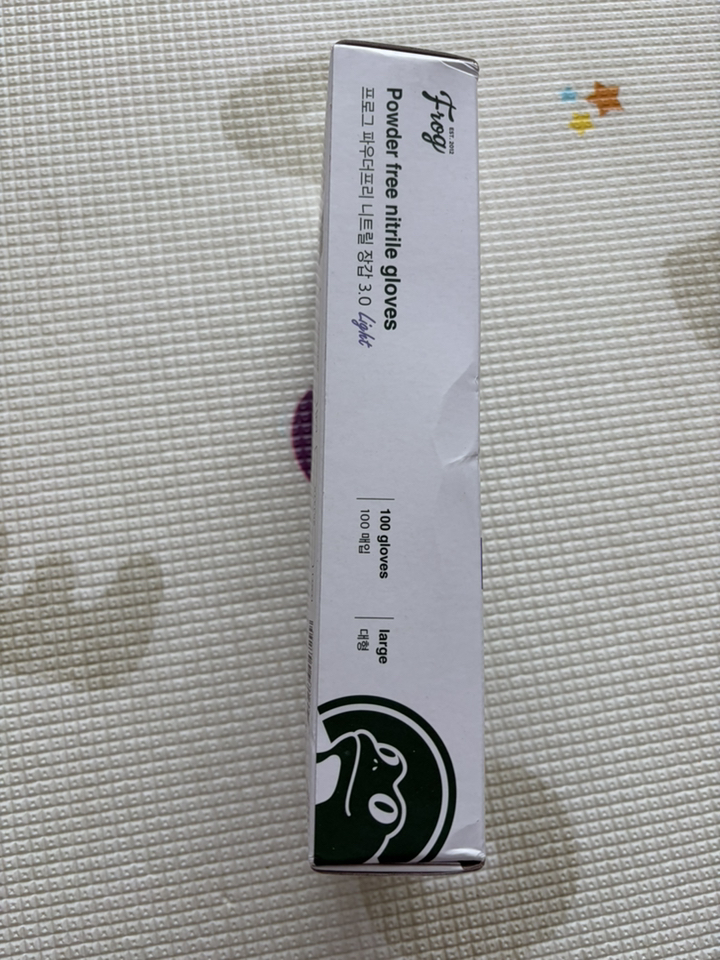 Frog
EST. 2012
Powder free nitrile gloves
프로그 파우더프리 니트릴 장갑 3.0 Light
100 gloves
100 매입
large
대형